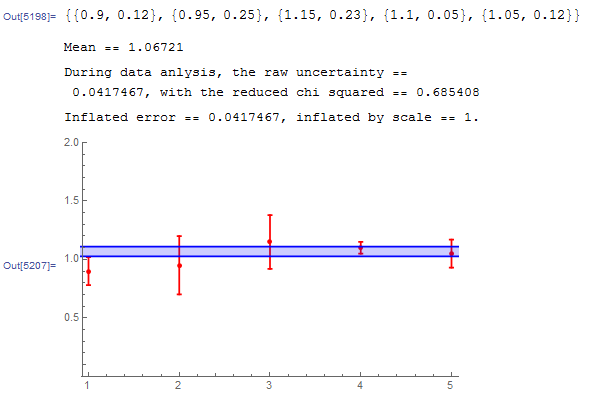 Out[5198]= {{0.9, 0.12}, {0.95, 0.25}, {1.15, 0.23}, {1.1, 0.05}, {1.05, 0.12}}
Mean == 1.06721
During data anlysis, the raw uncertainty ==
0.0417467, with the reduced chi squared == 0.685408
Inflated error == 0.0417467, inflated by scale == 1.
2.0
1.5
1.0
Out[5207]=
0.5
1 2 3 4 5